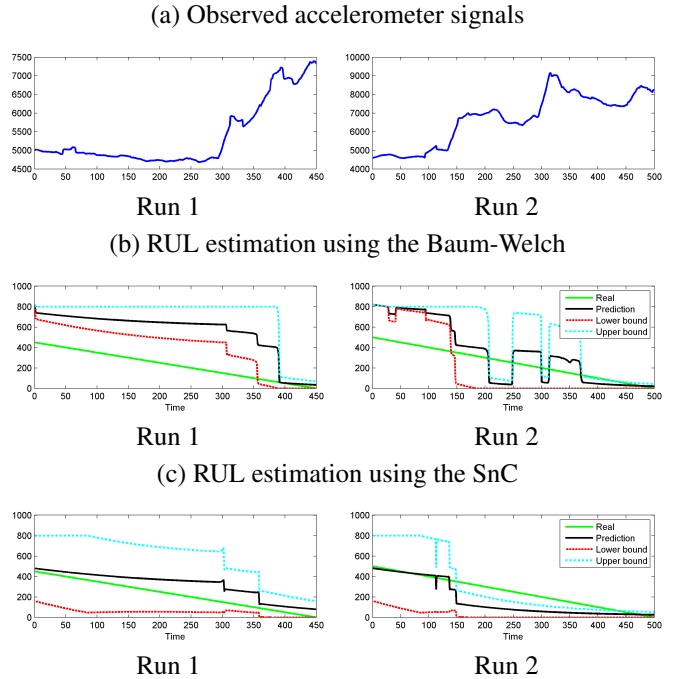 (a) Observed accelerometer signals
7500
7000
6500
6000
5500
5000
4500
0 50 100 150 200 250 300 350 400 450
Run 1
10000
9000
8000
7000
6000
5000
4000
0 50 100 150 200 250 300 350 400 450 500
Run 2
(b) RUL estimation using the Baum-Welch
1000
800
600
400
200
0
0 50 100 150 200 250 300 350 400 450
Time
Run 1
1000
800
600
400
200
0
0 50 100 150 200 250 300 350 400 450 500
Time
Real
Prediction
Lower bound
Upper bound
Run 2
(c) RUL estimation using the SnC
1000
800
600
400
200
0
0 50 100 150 200 250 300 350 400 450
Time
Run 1
1000
800
600
400
200
0
0 50 100 150 200 250 300 350 400 450 500
Time
Real
Prediction
Lower bound
Upper bound
Run 2